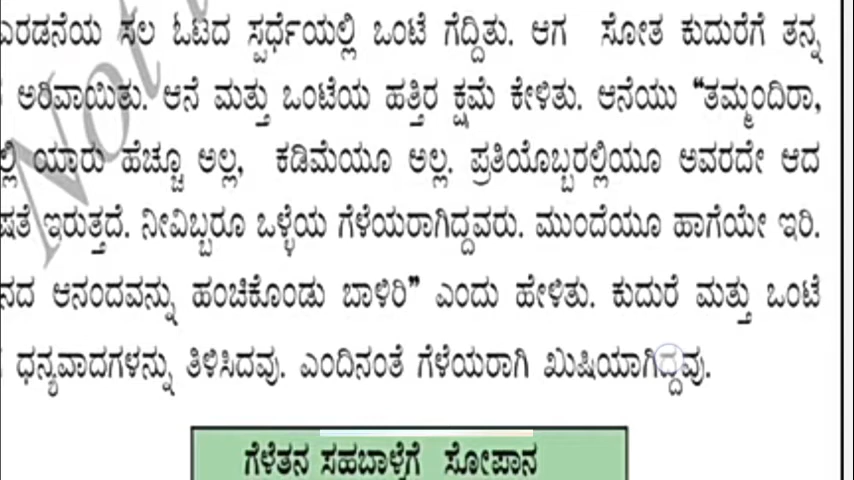 ಎರಡನೆಯ ಸಲ ಓಟದ ಸ್ಪರ್ಧೆಯಲ್ಲಿ ಒಂಟೆ ಗೆದ್ದಿತು. ಆಗ ಸೋತ ಕುದುರೆಗೆ ತನ್ನ
ಅರಿವಾಯಿತು. ಆನೆ ಮತ್ತು ಒಂಟೆಯ ಹತ್ತಿರ ಕ್ಷಮೆ ಕೇಳಿತು. ಆನೆಯು “ತಮ್ಮಂದಿರಾ,
ಯಾರು ಹೆಚ್ಚೂ ಅಲ್ಲ, ಕಡಿಮೆಯೂ ಅಲ್ಲ. ಪ್ರತಿಯೊಬ್ಬರಲ್ಲಿಯೂ ಅವರದೇ ಆದ
ಇರುತ್ತದೆ. ನೀವಿಬ್ಬರೂ ಒಳ್ಳೆಯ ಗೆಳೆಯರಾಗಿದ್ದವರು. ಮುಂದೆಯೂ ಹಾಗೆಯೇ ಇರಿ.
ಆನಂದವನ್ನು ಹಂಚಿಕೊಂಡು ಬಾಳಿರಿ” ಎಂದು ಹೇಳಿತು. ಕುದುರೆ ಮತ್ತು ಒಂಟೆ
ಧನ್ಯವಾದಗಳನ್ನು ತಿಳಿಸಿದವು. ಎಂದಿನಂತೆ ಗೆಳೆಯರಾಗಿ ಖುಷಿಯಾಗಿದ್ದವು.
ಗೆಳೆತನ ಸಹಬಾಳ್ವೆಗೆ ಸೋಪಾನ
Not